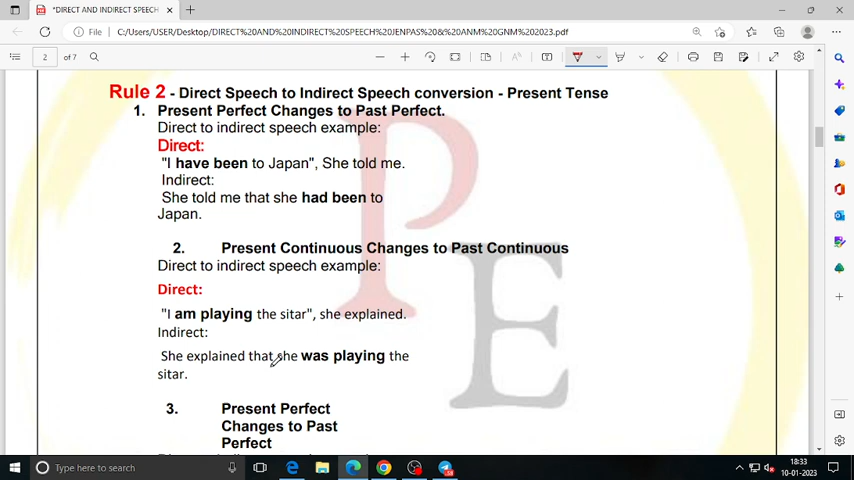 *DIRECT AND INDIRECT SPEECH
File
C:/Users/USER/Desktop/DIRECT%20AND%20INDIRECT%20SPEECH%20JENPAS%20&%20ANM%20GNM%202023.pdf
2 of 7
Rule 2 - Direct Speech to Indirect Speech conversion - Present Tense
1. Present Perfect Changes to Past Perfect.
Direct to indirect speech example:
Direct:
"I have been to Japan", She told me.
Indirect:
She told me that she had been to
Japan.
2. Present Continuous Changes to Past Continuous
Direct to indirect speech example:
Direct:
"I am playing the sitar", she explained.
Indirect:
She explained that she was playing the
sitar.
3. Present Perfect
Changes to Past
Perfect
PE
Type here to search
18:33
10-01-2023